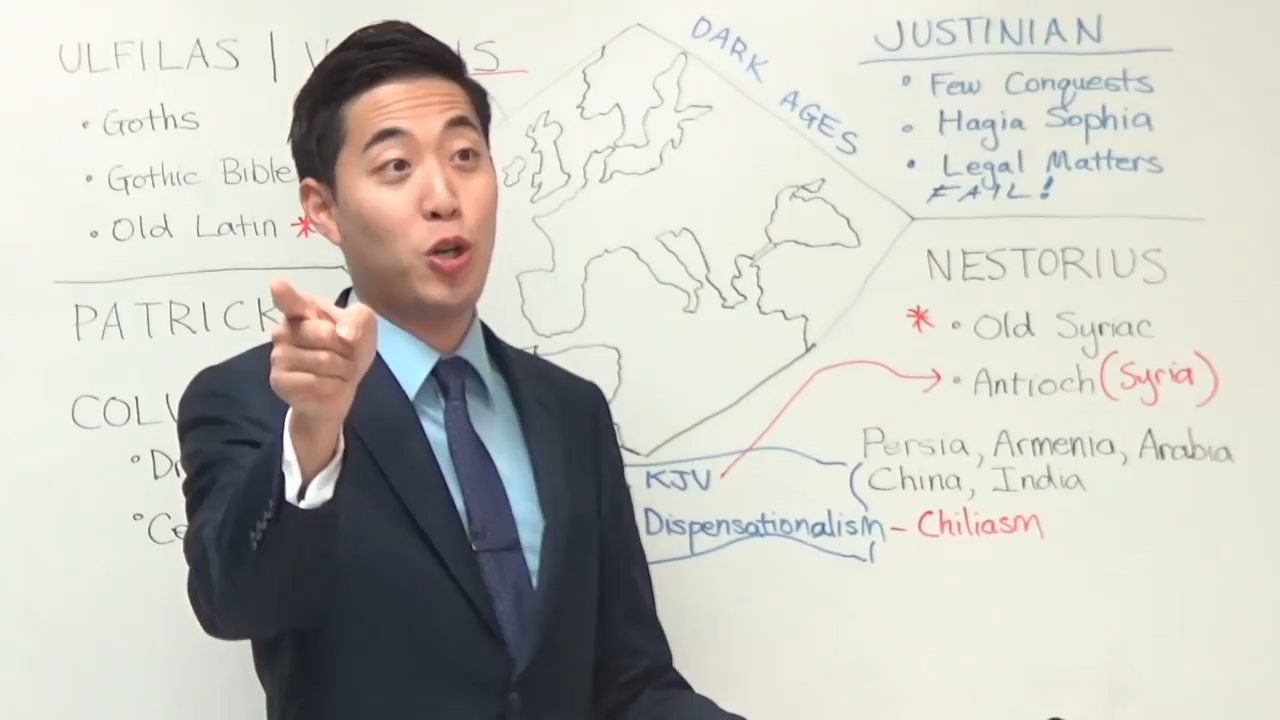 ULFILAS |
• Goths
• Gothic Bible
• Old Latin *
PATRICK
DARK AGES
JUSTINIAN
• Few Conquests
• Hagia Sophia
• Legal Matters
FAIL!
NESTORIUS
* • Old Syriac
• Antioch (Syria)
Persia, Armenia, Arabia
China, India
KJV
Dispensationalism - Chiliasm